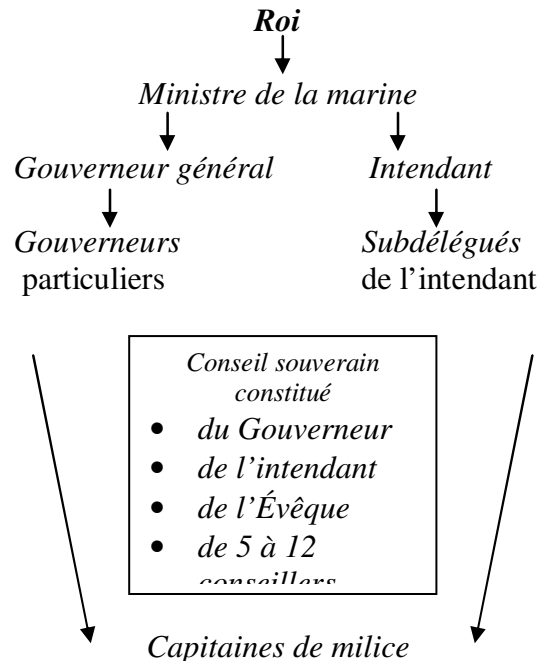 Roi
Ministre de la marine
Gouverneur général Intendant
Gouverneurs Subdélégués
particuliers de l'intendant
Conseil souverain
constitué
• du Gouverneur
• de l'intendant
• de l'Évêque
• de 5 à 12
conseillers
Capitaines de milice